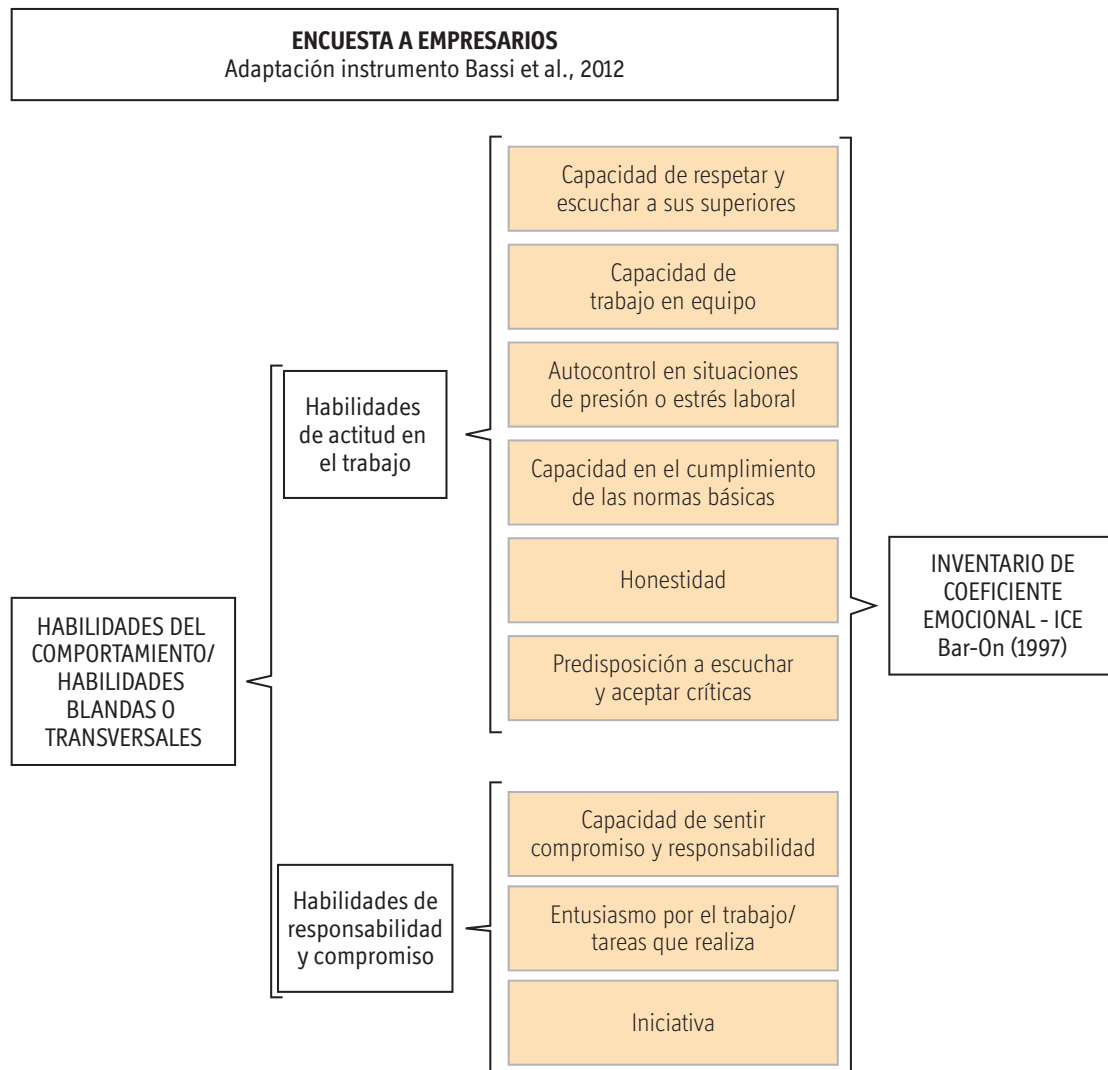 ENCUESTA A EMPRESARIOS
Adaptación instrumento Bassi et al., 2012
HABILIDADES DEL
COMPORTAMIENTO/
HABILIDADES
BLANDAS O
TRANSVERSALES
Habilidades
de actitud en
el trabajo
Capacidad de respetar y
escuchar a sus superiores
Capacidad de
trabajo en equipo
Autocontrol en situaciones
de presión o estrés laboral
Capacidad en el cumplimiento
de las normas básicas
Honestidad
Predisposición a escuchar
y aceptar críticas
Habilidades de
responsabilidad
y compromiso
Capacidad de sentir
compromiso y responsabilidad
Entusiasmo por el trabajo/
tareas que realiza
Iniciativa
INVENTARIO DE
COEFICIENTE
EMOCIONAL - ICE
Bar-On (1997)